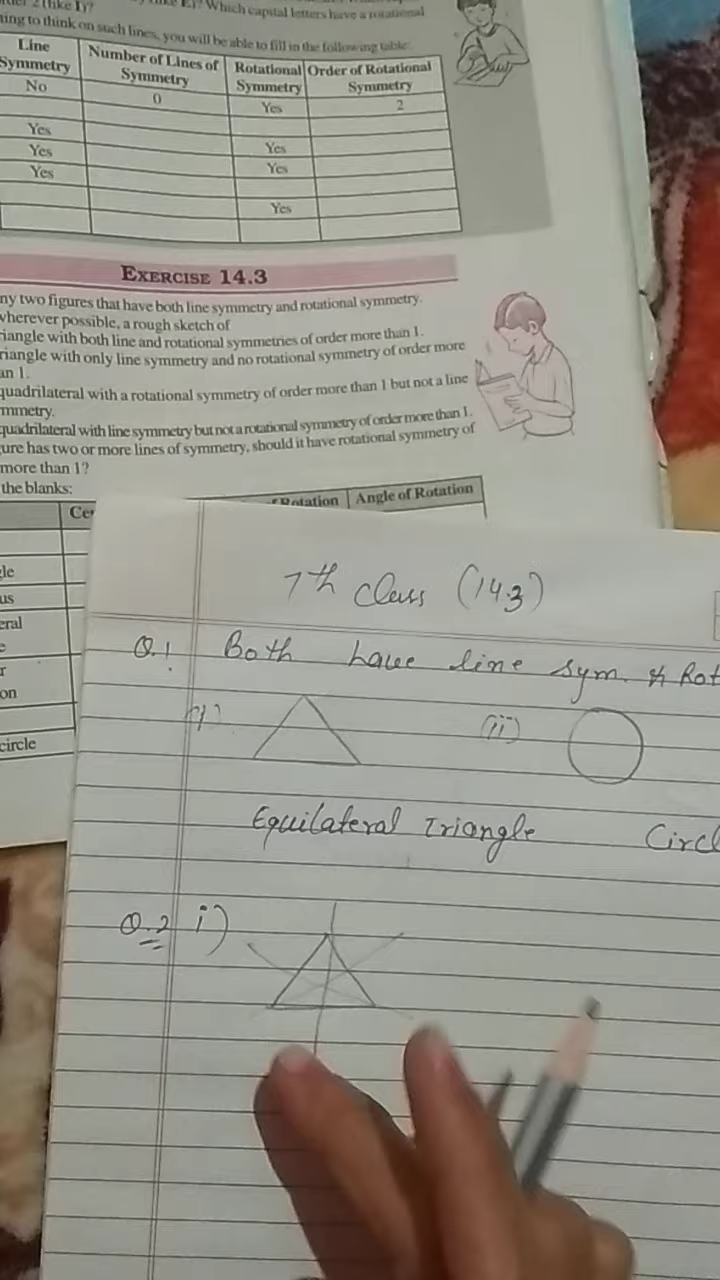 Which capital letters have a rotational
ting to think on such lines, you will be able to fill in the following table:
Line Symmetry Number of Lines of Symmetry Rotational Symmetry Order of Rotational Symmetry
No 0 Yes 2
Yes
Yes Yes
Yes Yes
Yes
EXERCISE 14.3
ny two figures that have both line symmetry and rotational symmetry.
wherever possible, a rough sketch of
riangle with both line and rotational symmetries of order more than 1.
riangle with only line symmetry and no rotational symmetry of order more
an 1.
quadrilateral with a rotational symmetry of order more than 1 but not a line
mmetry.
quadrilateral with line symmetry but not a rotational symmetry of order more than 1.
ure has two or more lines of symmetry, should it have rotational symmetry of
more than 1?
the blanks:
Cer f Rotation Angle of Rotation
gle
us
eral
e
r
on
circle
7th class (14.3)
Q.1 Both have line sym. & Rot
(i) (ii)
Equilateral Triangle Circl
Q.2 i)